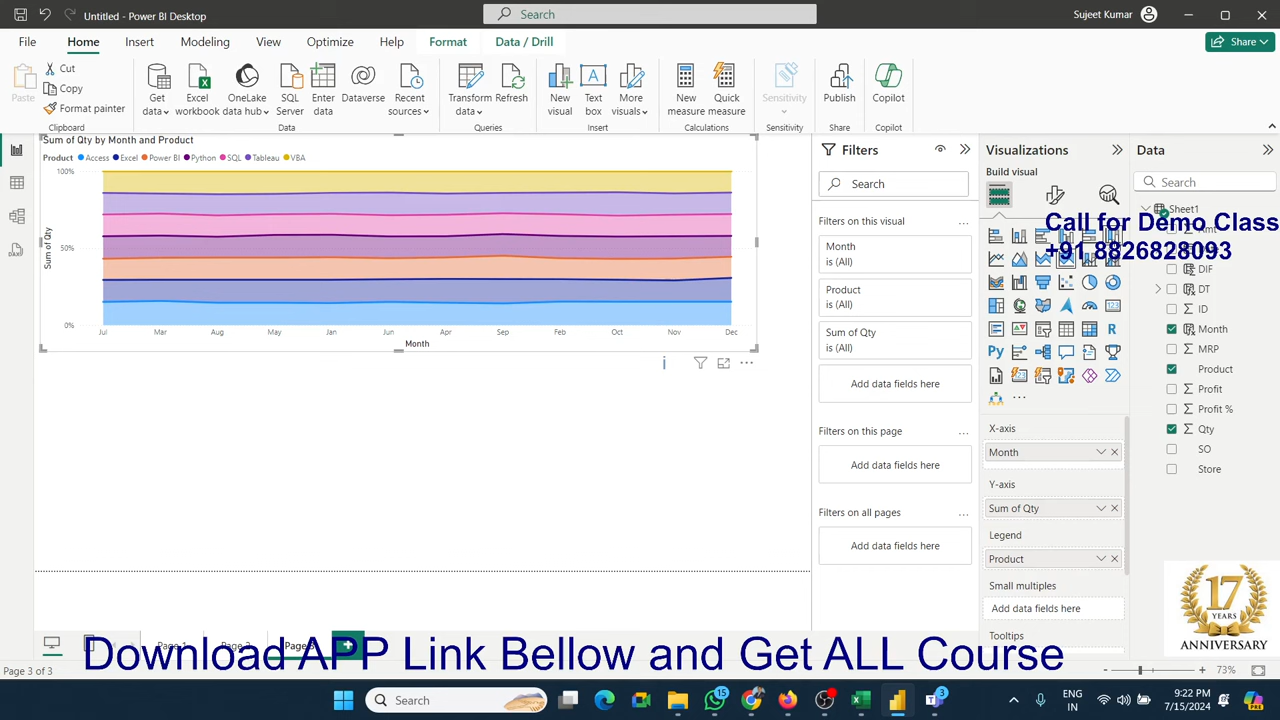 Untitled - Power BI Desktop
Search
Sujeet Kumar
File
Home
Insert
Modeling
View
Optimize
Help
Format
Data / Drill
Share
Paste
Cut
Copy
Format painter
Clipboard
Get data
Excel workbook
OneLake data hub
SQL Server
Enter data
Dataverse
Recent sources
Data
Transform data
Refresh
Queries
New visual
Text box
More visuals
Insert
New measure
Quick measure
Calculations
Sensitivity
Sensitivity
Publish
Share
Copilot
Copilot
Sum of Qty by Month and Product
Product Access Excel Power BI Python SQL Tableau VBA
100%
50%
0%
Sum of Qty
Jul Mar Aug May Jan Jun Apr Sep Feb Oct Nov Dec
Month
Filters
Search
Filters on this visual
Month
is (All)
Product
is (All)
Sum of Qty
is (All)
Add data fields here
Filters on this page
Add data fields here
Filters on all pages
Add data fields here
Visualizations
Build visual
X-axis
Month
Y-axis
Sum of Qty
Legend
Product
Small multiples
Add data fields here
Tooltips
Data
Search
Sheet1
Call for Demo Class
+91 8826828093
DIF
DT
ID
Month
MRP
Product
Profit
Profit %
Qty
SO
Store
17
YEARS
ANNIVERSARY
Page 1
Download APP Link Bellow and Get ALL Course
Page 3 of 3
73%
Search
15
3
ENG
IN
9:22 PM
7/15/2024